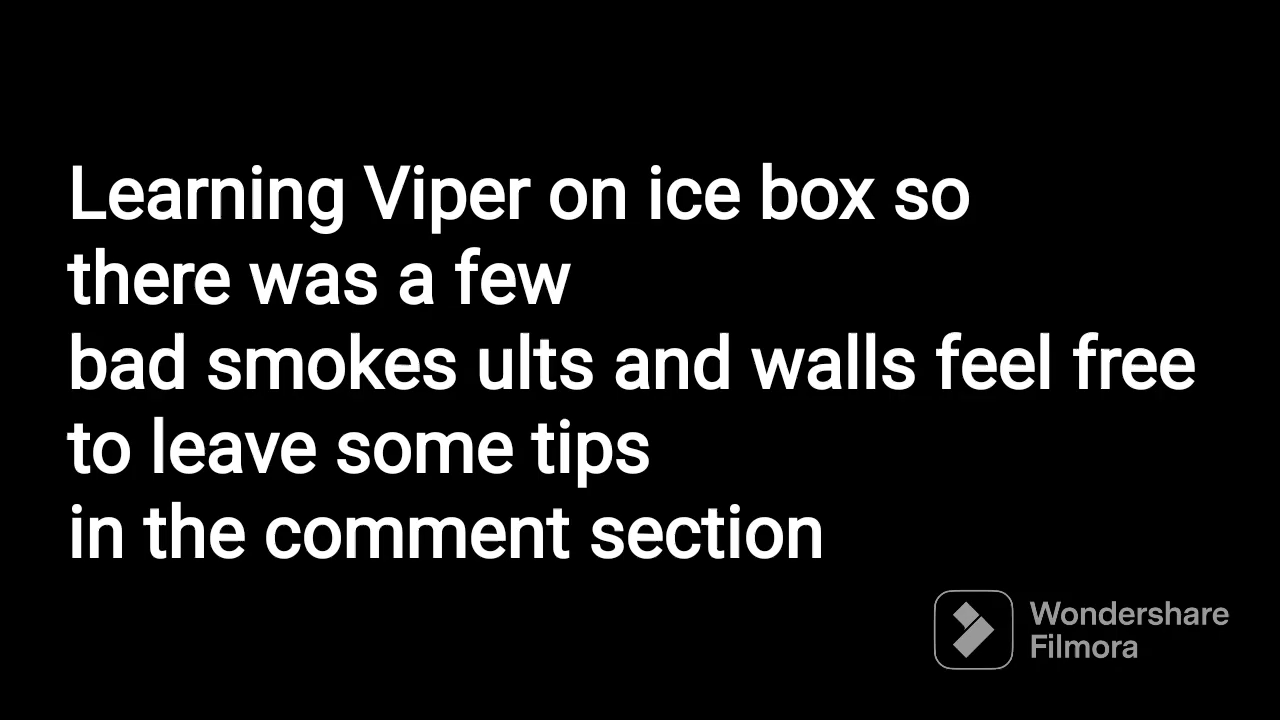 Learning Viper on ice box so
there was a few
bad smokes ults and walls feel free
to leave some tips
in the comment section
Wondershare
Filmora